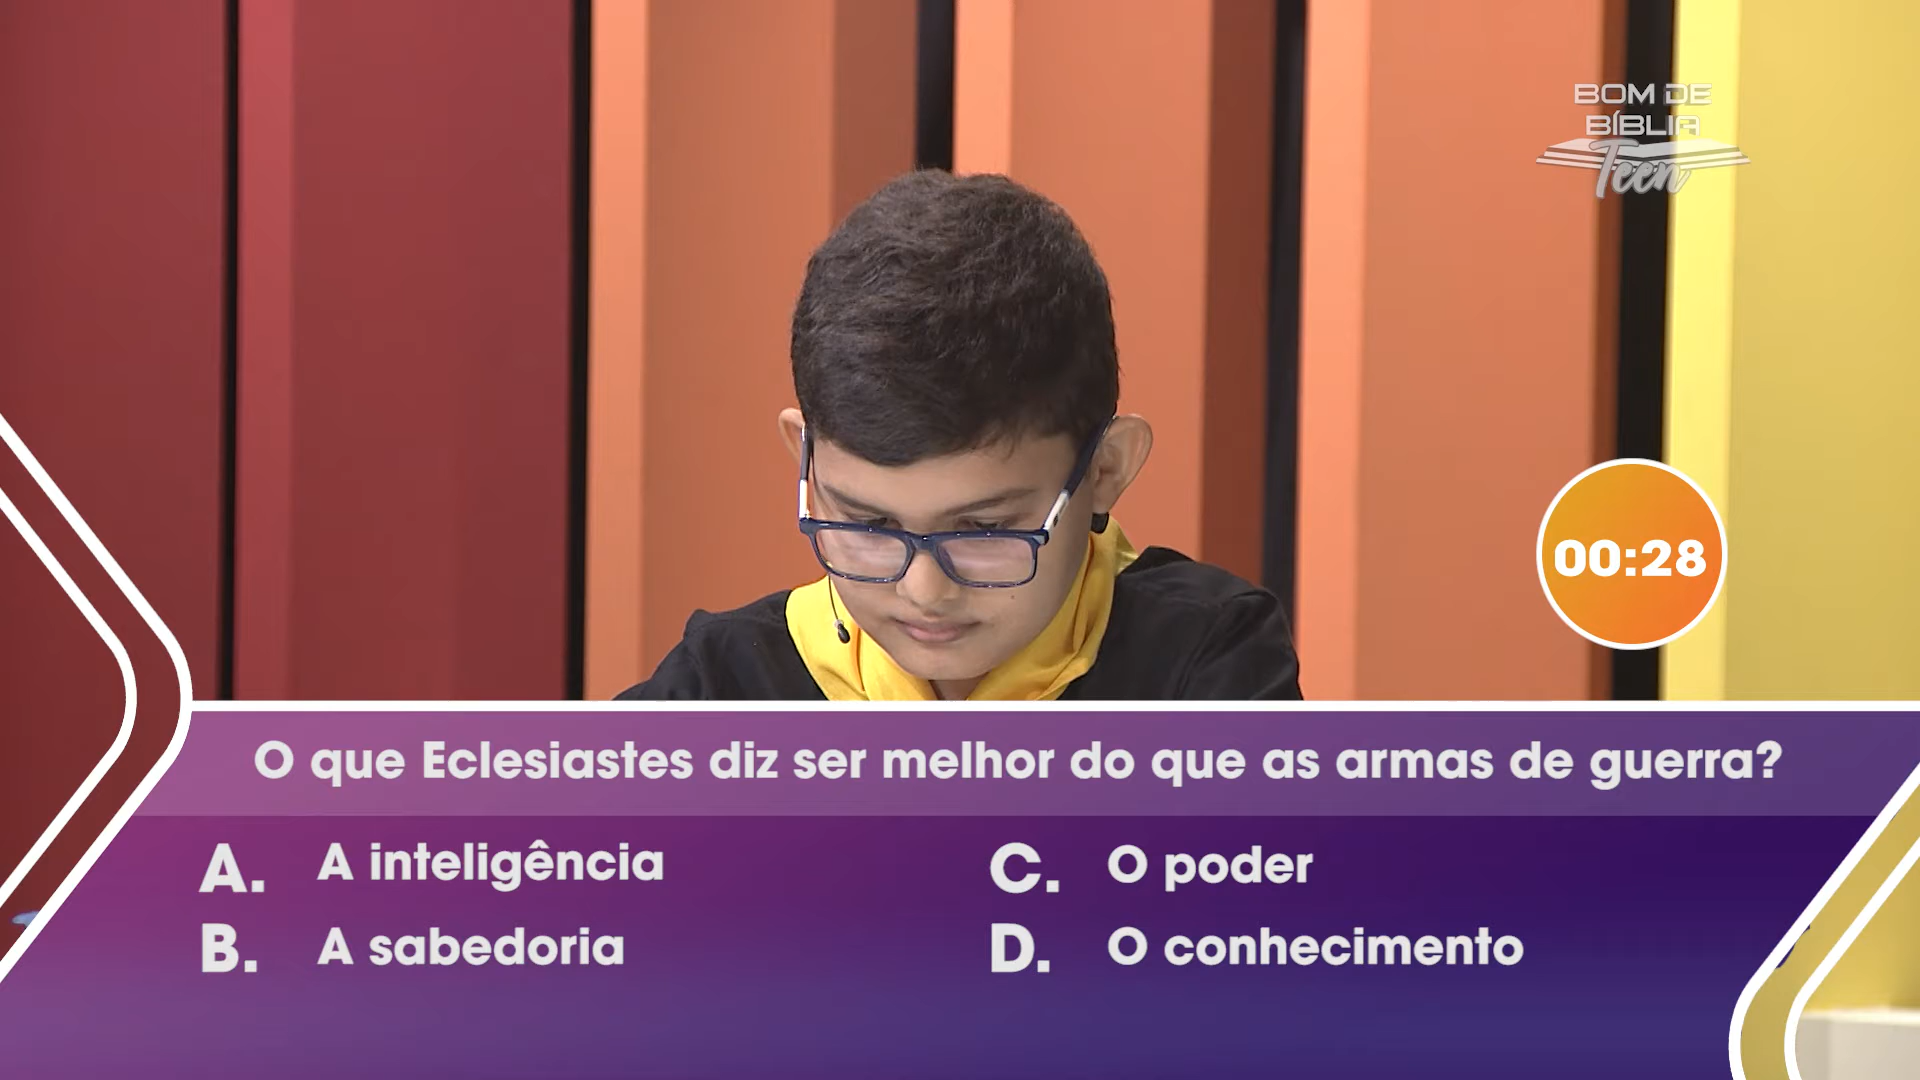 BOM DE
BÍBLIA
Teen
00:28
O que Eclesiastes diz ser melhor do que as armas de guerra?
A. A inteligência
B. A sabedoria
C. O poder
D. O conhecimento